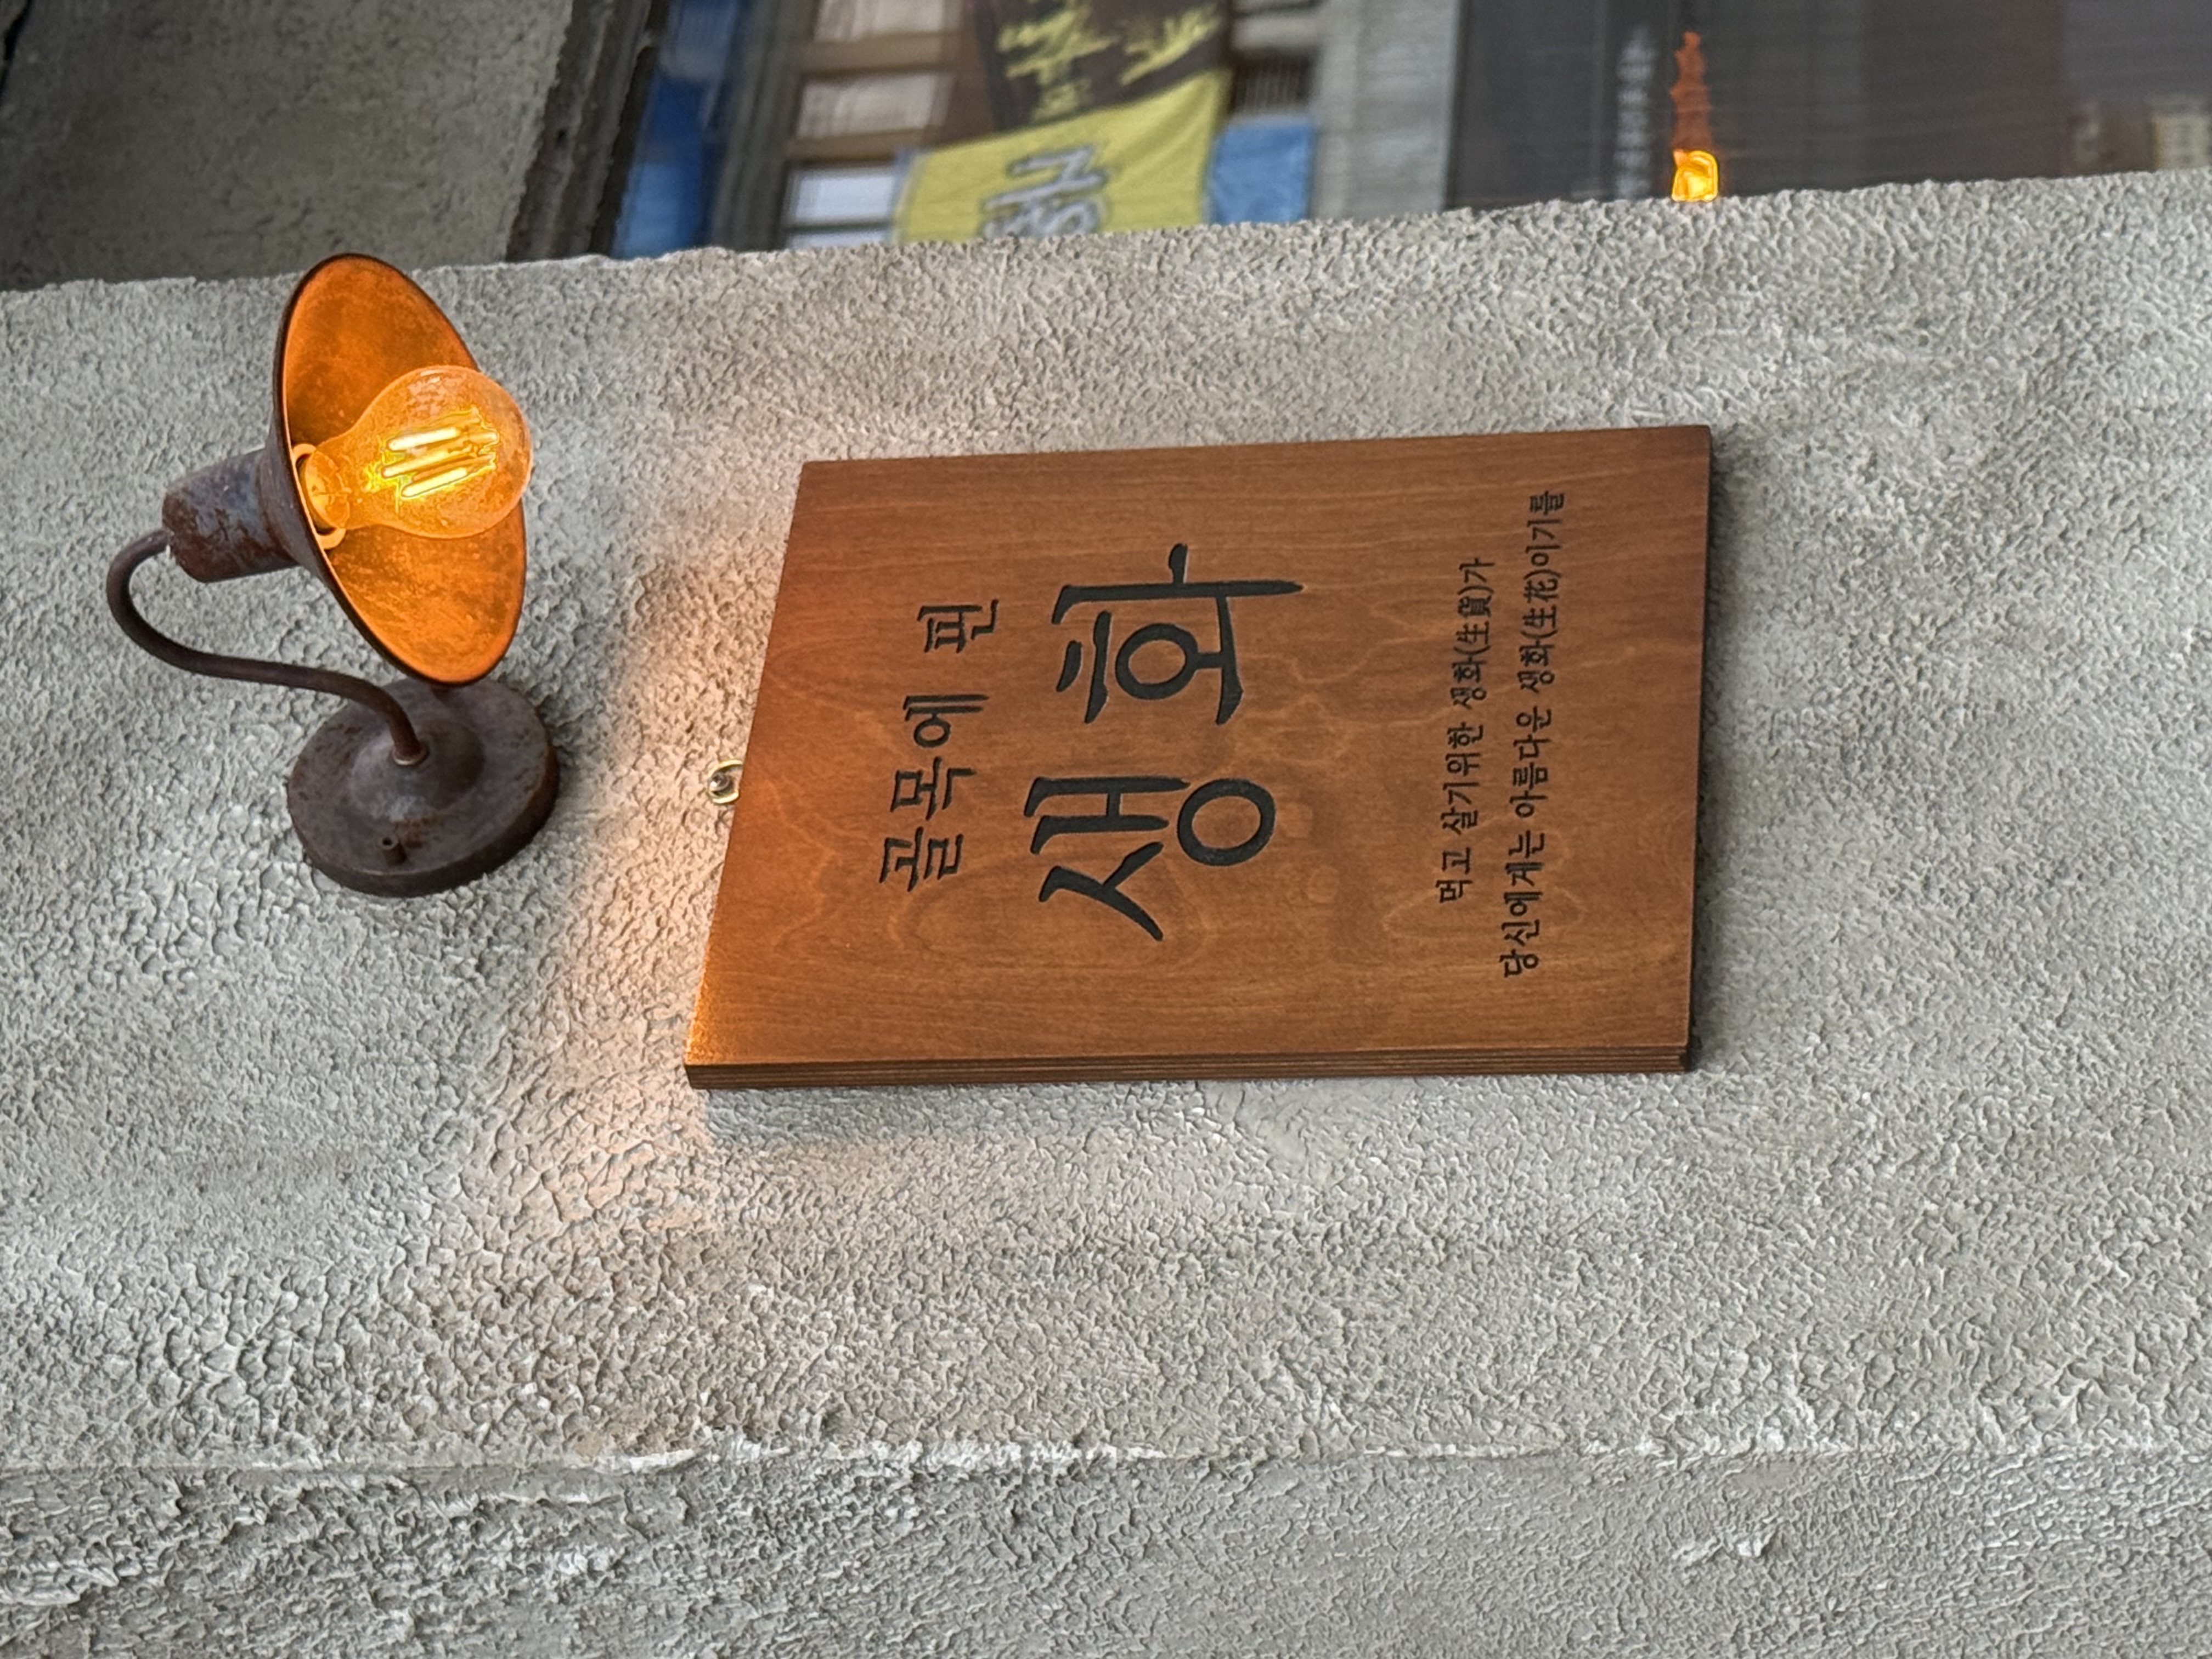 골목에 핀
생화
먹고 살기위한 생화(生貨)가
당신에게는 아름다운 생화(生花)이기를